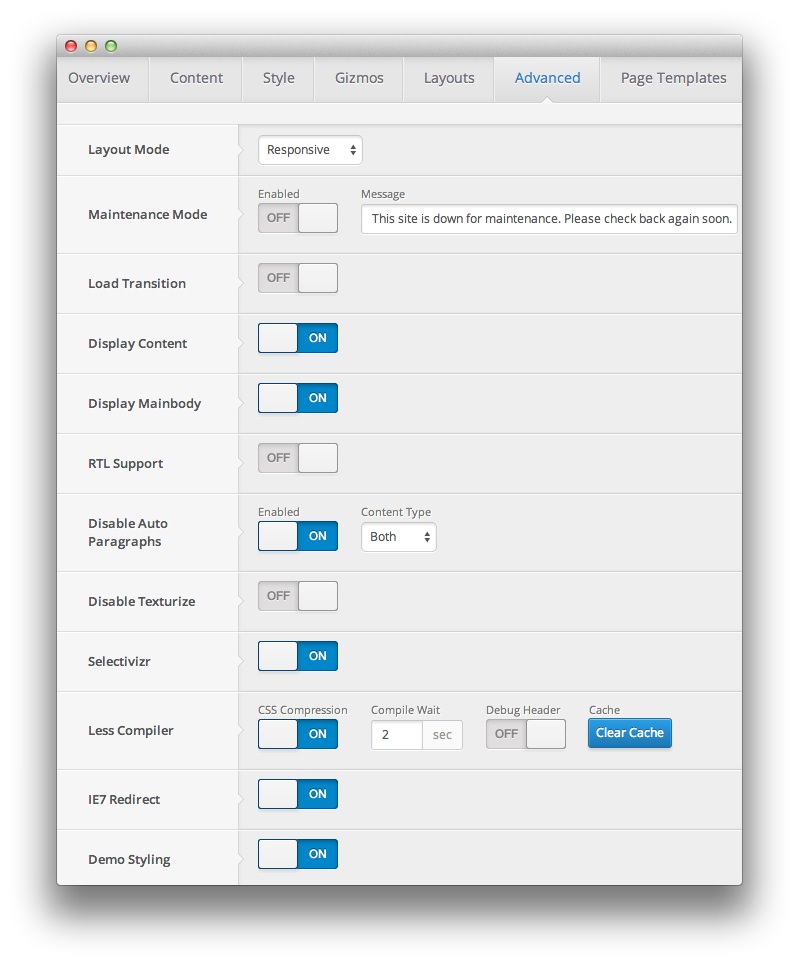 Overview Content Style Gizmos Layouts Advanced Page Templates
Layout Mode Responsive
Enabled Message
Maintenance Mode OFF This site is down for maintenance. Please check back again soon.
Load Transition OFF
Display Content ON
Display Mainbody ON
RTL Support OFF
Enabled Content Type
Disable Auto
Paragraphs ON Both
Disable Texturize OFF
Selectivizr ON
CSS Compression Compile Wait Debug Header Cache
Less Compiler ON 2 sec OFF Clear Cache
IE7 Redirect ON
Demo Styling ON